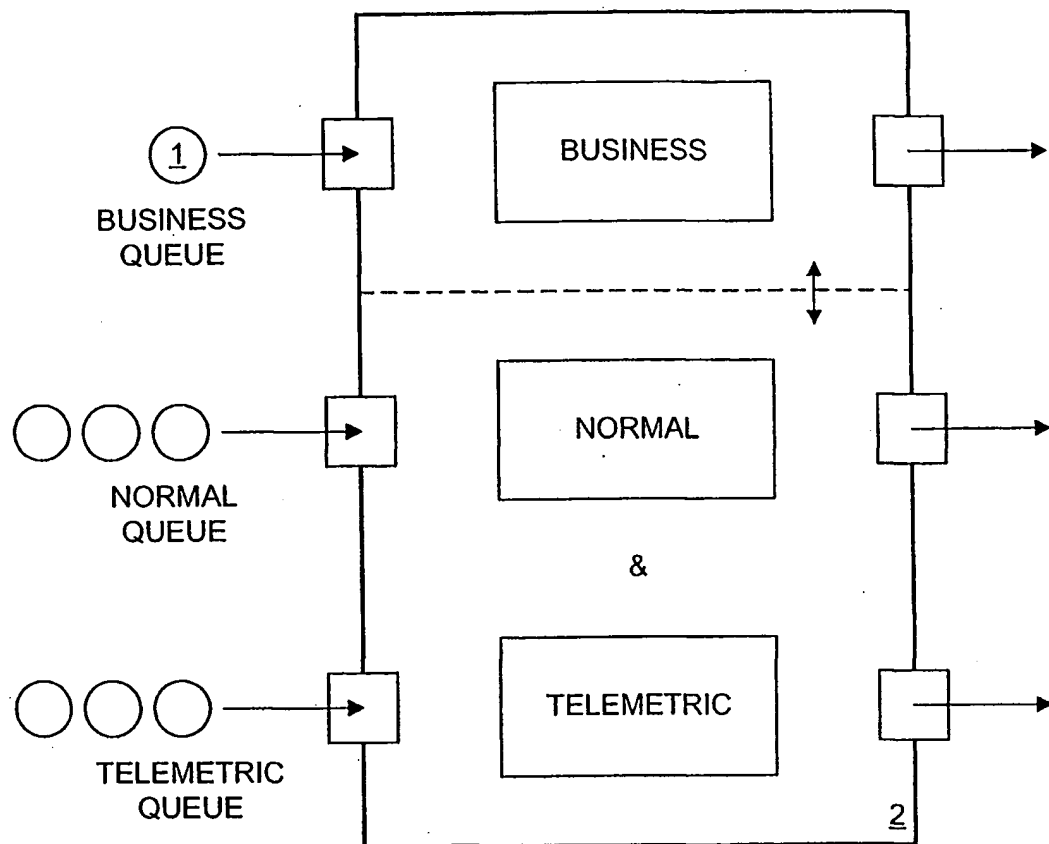 1
BUSINESS
QUEUE
BUSINESS
NORMAL
QUEUE
NORMAL
&
TELEMETRIC
QUEUE
TELEMETRIC
2